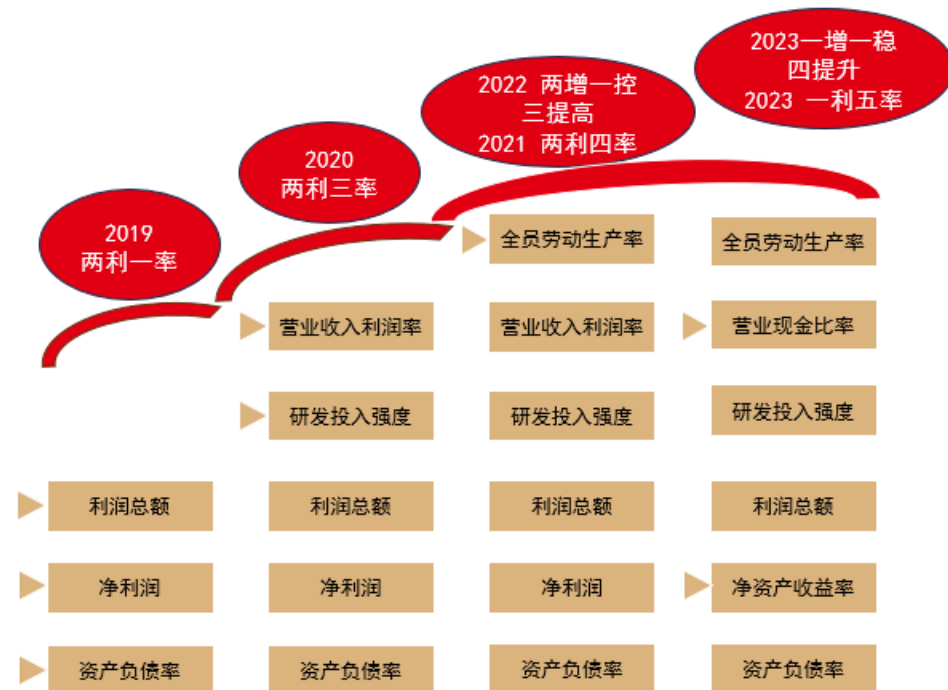 2019
两利一率
2020
两利三率
2022 两增一控
三提高
2021 两利四率
2023一增一稳
四提升
2023 一利五率
全员劳动生产率
全员劳动生产率
营业收入利润率
营业收入利润率
营业现金比率
研发投入强度
研发投入强度
研发投入强度
利润总额
利润总额
利润总额
利润总额
净利润
净利润
净利润
净资产收益率
资产负债率
资产负债率
资产负债率
资产负债率